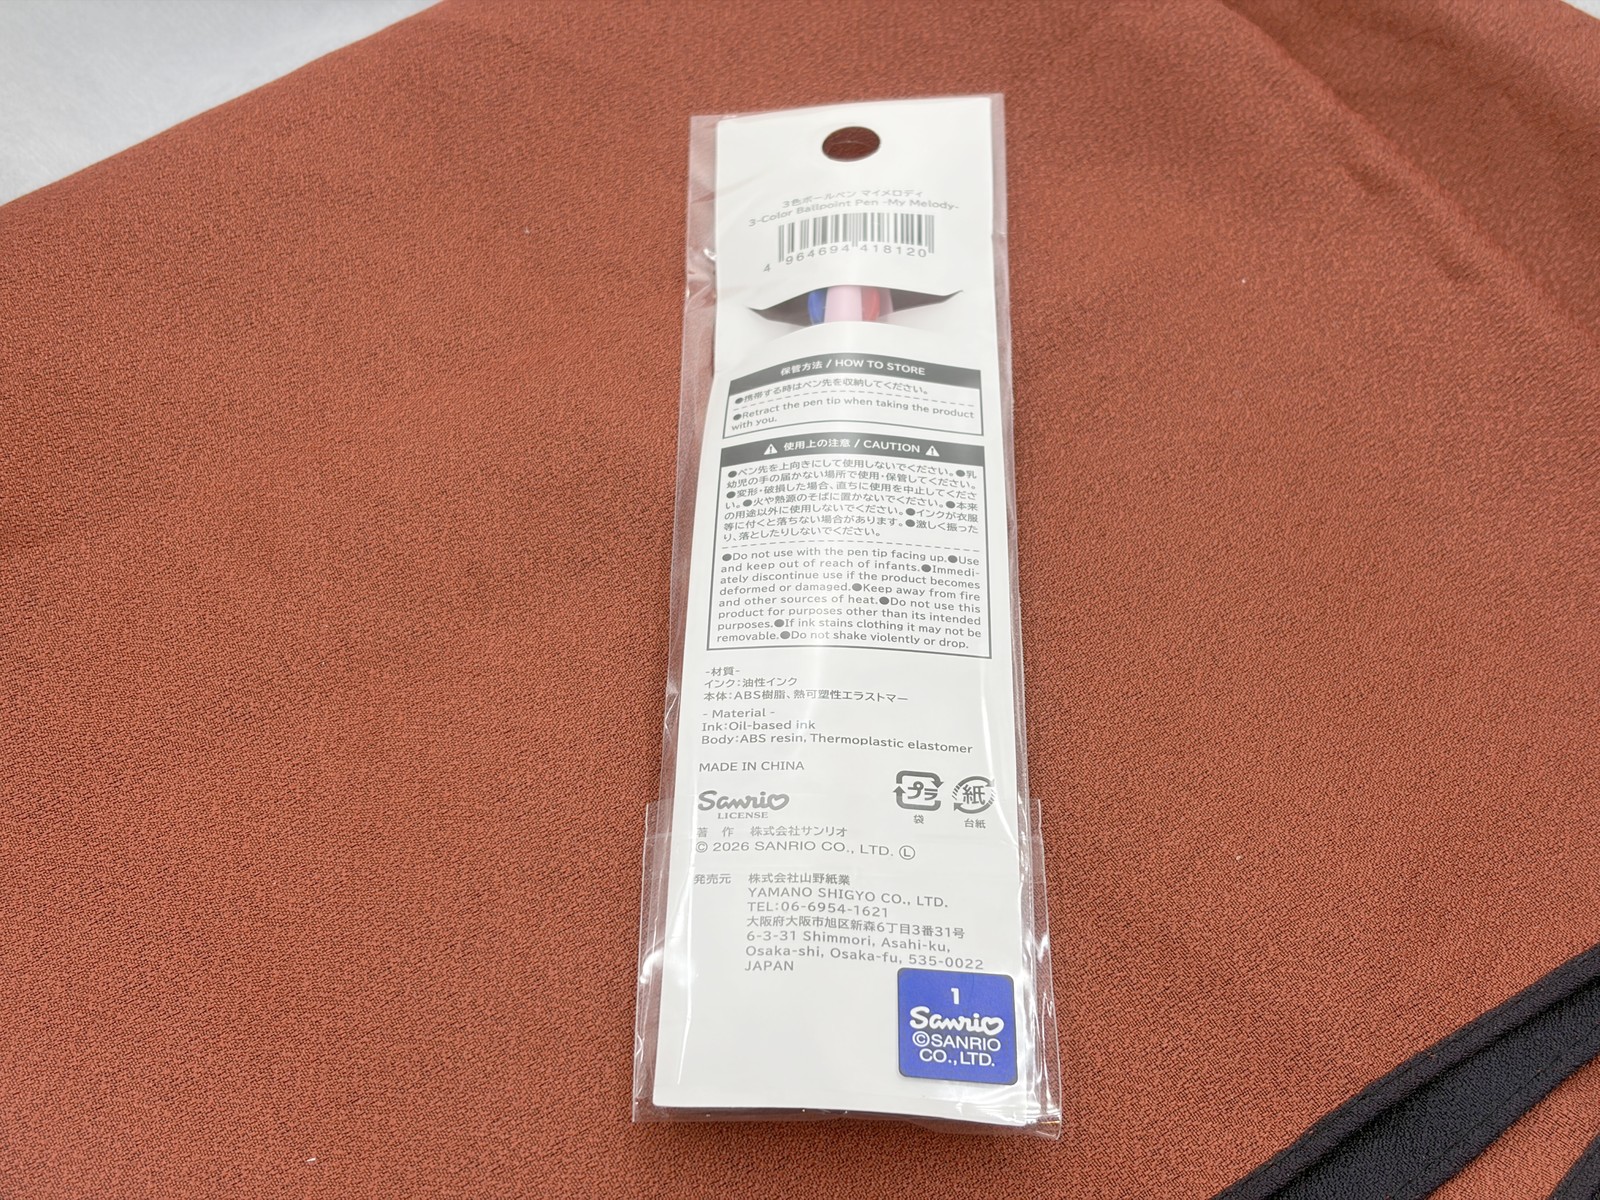 3色ボールペン マイメロディ
3-Color Ballpoint Pen -My Melody-
4 964694 418120
保管方法 / HOW TO STORE
●携帯する時はペン先を収納してください。
●Retract the pen tip when taking the product
with you.
使用上の注意 / CAUTION
●ペン先を上向きにして使用しないでください。●乳
幼児の手の届かない場所で使用・保管してください。
●変形・破損した場合、直ちに使用を中止してくださ
い。●火や熱源のそばに置かないでください。●本来
の用途以外に使用しないでください。●インクが衣服
等に付くと落ちない場合があります。●激しく振った
り、落としたりしないでください。
●Do not use with the pen tip facing up.●Use
and keep out of reach of infants.●Immedi-
ately discontinue use if the product becomes
deformed or damaged.●Keep away from fire
and other sources of heat.●Do not use this
product for purposes other than its intended
purposes.●If ink stains clothing it may not be
removable.●Do not shake violently or drop.
-材質-
インク:油性インク
本体:ABS樹脂、熱可塑性エラストマー
- Material -
Ink:Oil-based ink
Body:ABS resin, Thermoplastic elastomer
MADE IN CHINA
Sanrio
LICENSE
プラ
袋
紙
台紙
著 作 株式会社サンリオ
© 2026 SANRIO CO., LTD. Ⓛ
発売元 株式会社山野紙業
YAMANO SHIGYO CO., LTD.
TEL:06-6954-1621
大阪府大阪市旭区新森6丁目3番31号
6-3-31 Shimmori, Asahi-ku,
Osaka-shi, Osaka-fu, 535-0022
JAPAN
1
Sanrio
©SANRIO
CO., LTD.